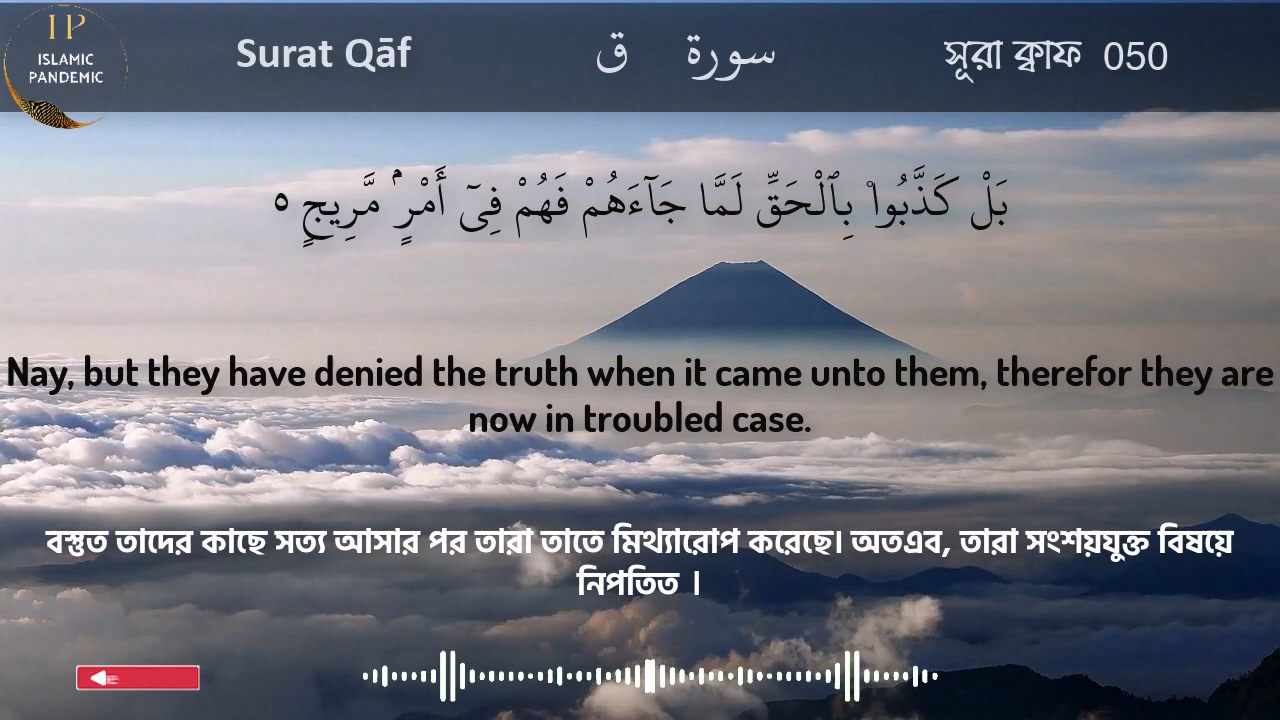 IP
ISLAMIC
PANDEMIC
Surat Qāf
سورة ق
সূরা ক্বাফ 050
بَلْ كَذَّبُوا۟ بِٱلْحَقِّ لَمَّا جَآءَهُمْ فَهُمْ فِىٓ أَمْرٍۢ مَّرِيجٍ ٥
Nay, but they have denied the truth when it came unto them, therefor they are
now in troubled case.
বস্তুত তাদের কাছে সত্য আসার পর তারা তাতে মিথ্যারোপ করেছে। অতএব, তারা সংশয়যুক্ত বিষয়ে
নিপতিত ।